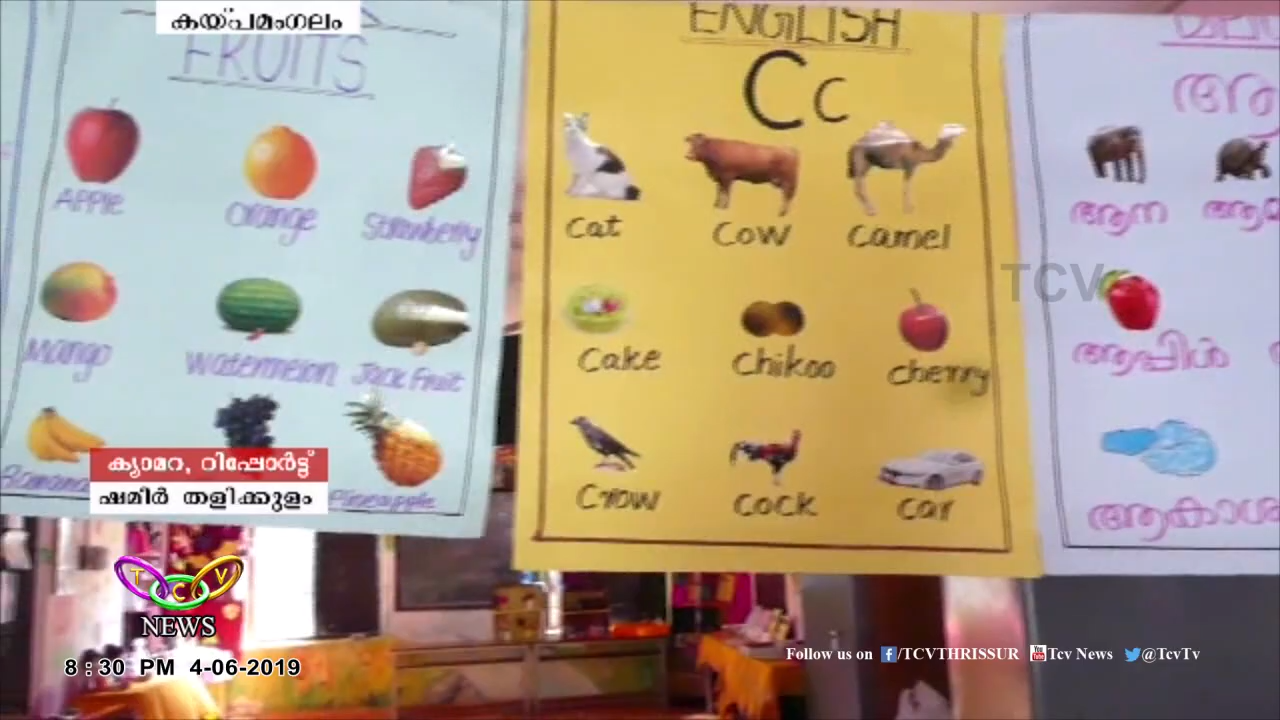 കയ്പമംഗലം
FRUITS
APPle
Orange
Strawberry
Mango
Watermelon
Jack Fruit
Pineapple
ENGLISH
Cc
Cat
Cow
Camel
Cake
Chikoo
Cherry
Crow
Cock
Car
ആ
ആന
ആപ്പിൾ
TCV
ക്യാമറ, റിപ്പോർട്ട്
ഷമീർ തളിക്കുളം
TCV
NEWS
8 : 30 PM 4-06-2019
Follow us on f/TCVTHRISSUR You Tube Tcv News @TcvTv